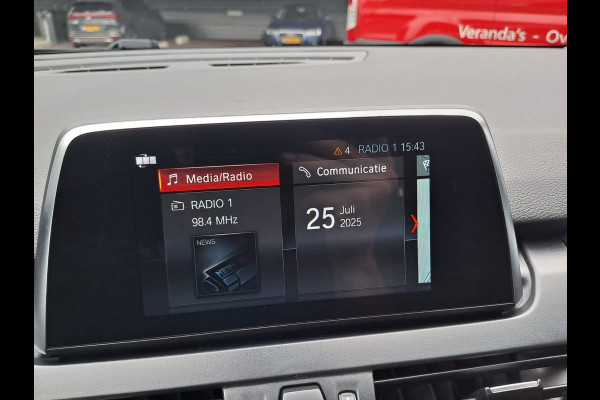 Veranda's - Ov
4 RADIO 1 15:43
Media/Radio
Communicatie
RADIO 1
98.4 MHz
NEWS
25 Juli
2025